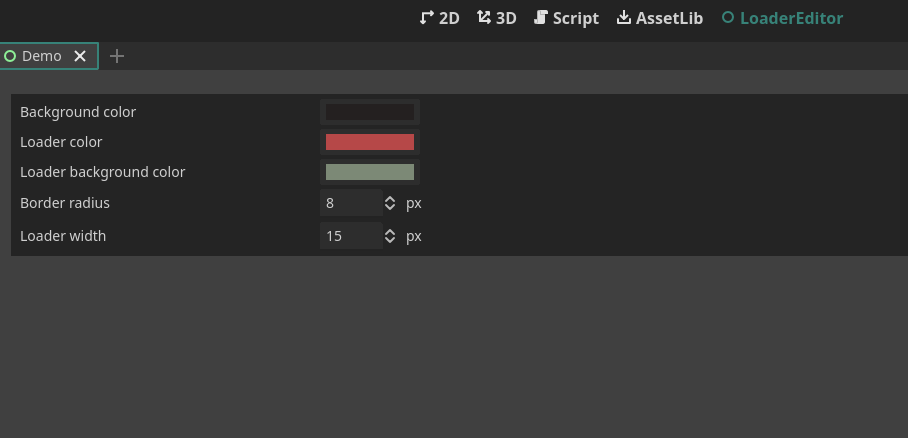 2D 3D Script AssetLib LoaderEditor
Demo
Background color
Loader color
Loader background color
Border radius 8 px
Loader width 15 px